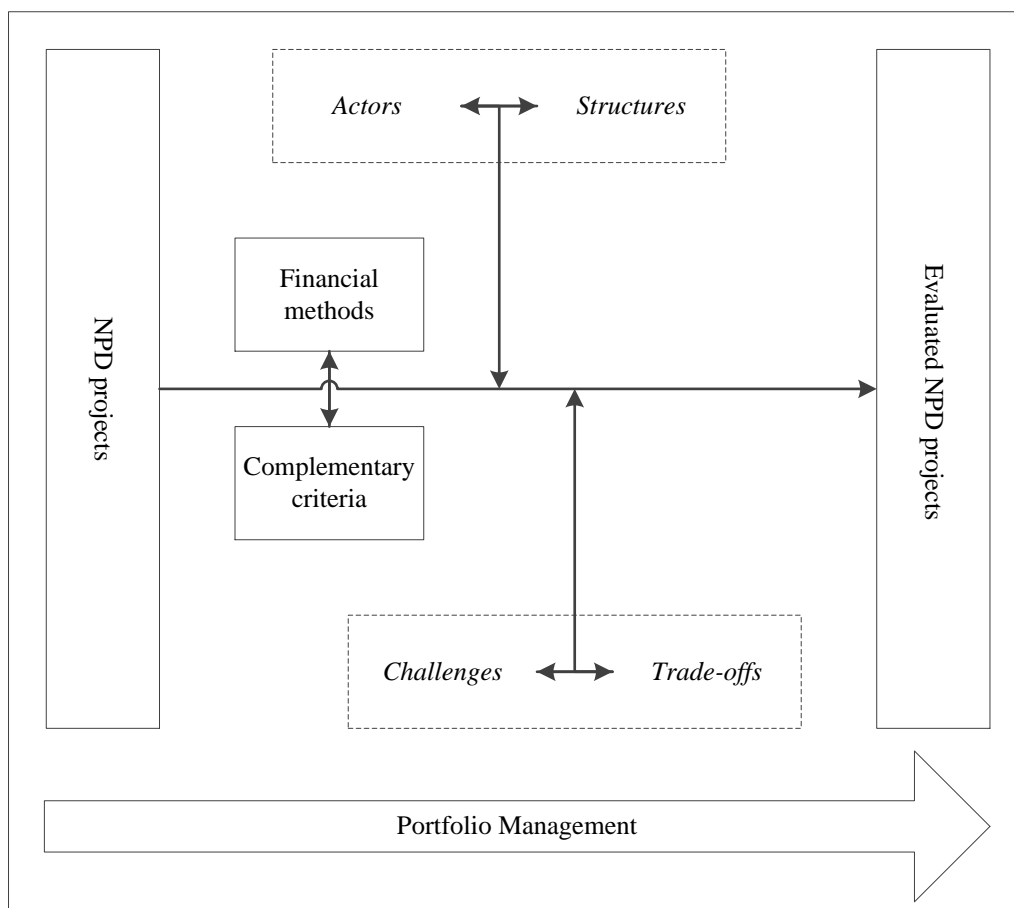 NPD projects
Actors
Structures
Financial
methods
Complementary
criteria
Challenges
Trade-offs
Evaluated NPD projects
Portfolio Management